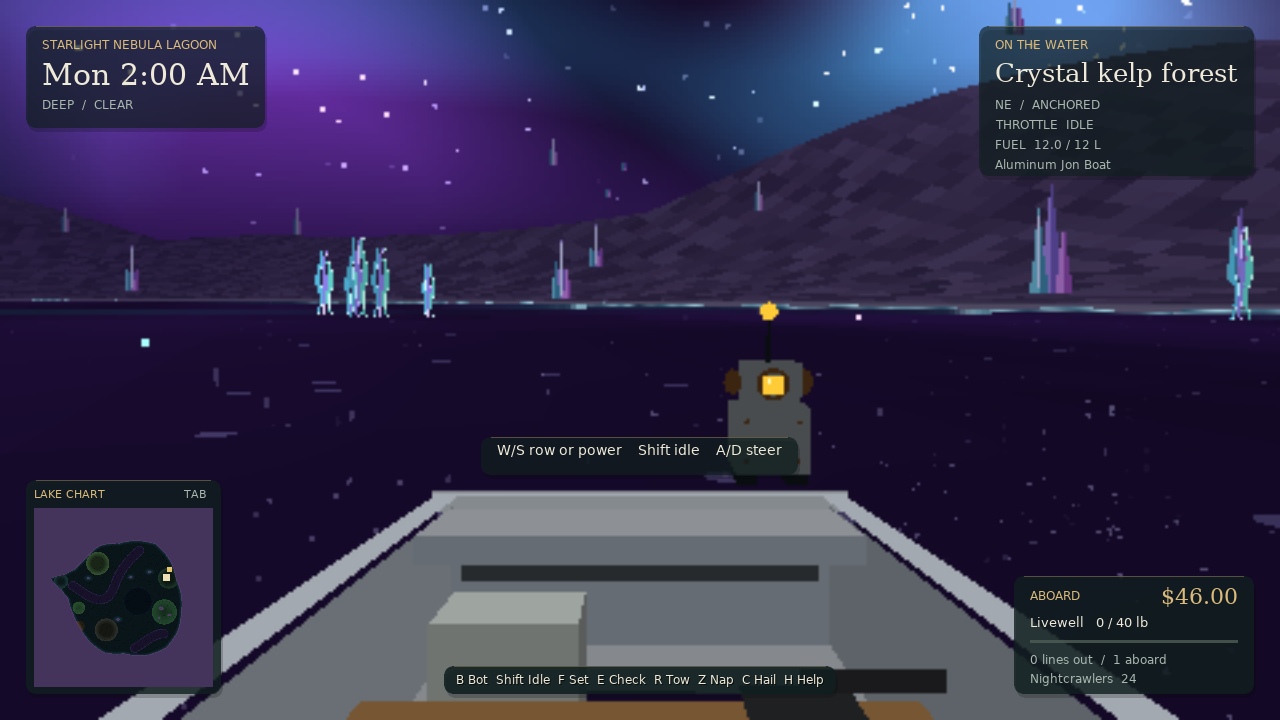 STARLIGHT NEBULA LAGOON
Mon 2:00 AM
DEEP / CLEAR
ON THE WATER
Crystal kelp forest
NE / ANCHORED
THROTTLE IDLE
FUEL 12.0 / 12 L
Aluminum Jon Boat
W/S row or power Shift idle A/D steer
LAKE CHART TAB
ABOARD $46.00
Livewell 0 / 40 lb
0 lines out / 1 aboard
Nightcrawlers 24
B Bot Shift Idle F Set E Check R Tow Z Nap C Hail H Help